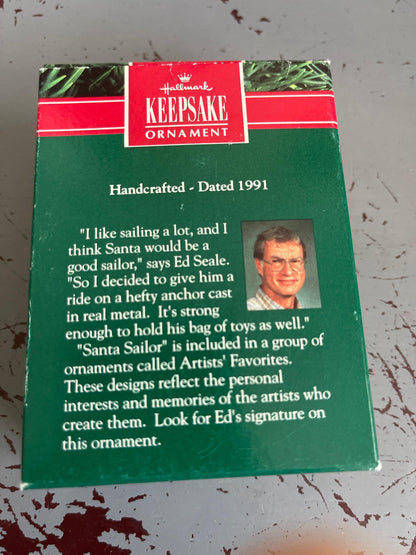 Hallmark
KEEPSAKE
ORNAMENT
Handcrafted - Dated 1991
"I like sailing a lot, and I
think Santa would be a
good sailor," says Ed Seale.
"So I decided to give him a
ride on a hefty anchor cast
in real metal. It's strong
enough to hold his bag of toys as well."
"Santa Sailor" is included in a group of
ornaments called Artists' Favorites.
These designs reflect the personal
interests and memories of the artists who
create them. Look for Ed's signature on
this ornament.